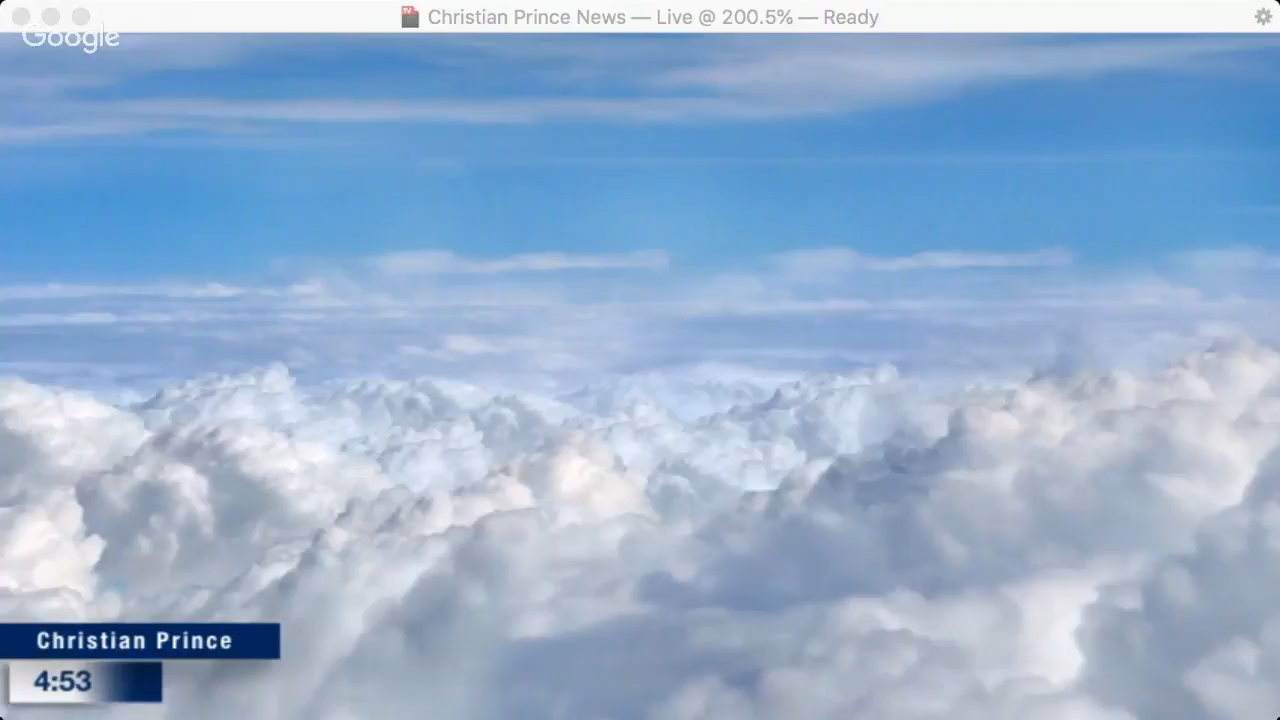 Christian Prince News — Live @ 200.5% — Ready
Google
Christian Prince
4:53